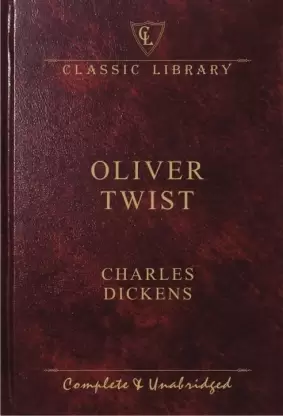 CL
CLASSIC LIBRARY
OLIVER
TWIST
CHARLES
DICKENS
Complete & Unabridged